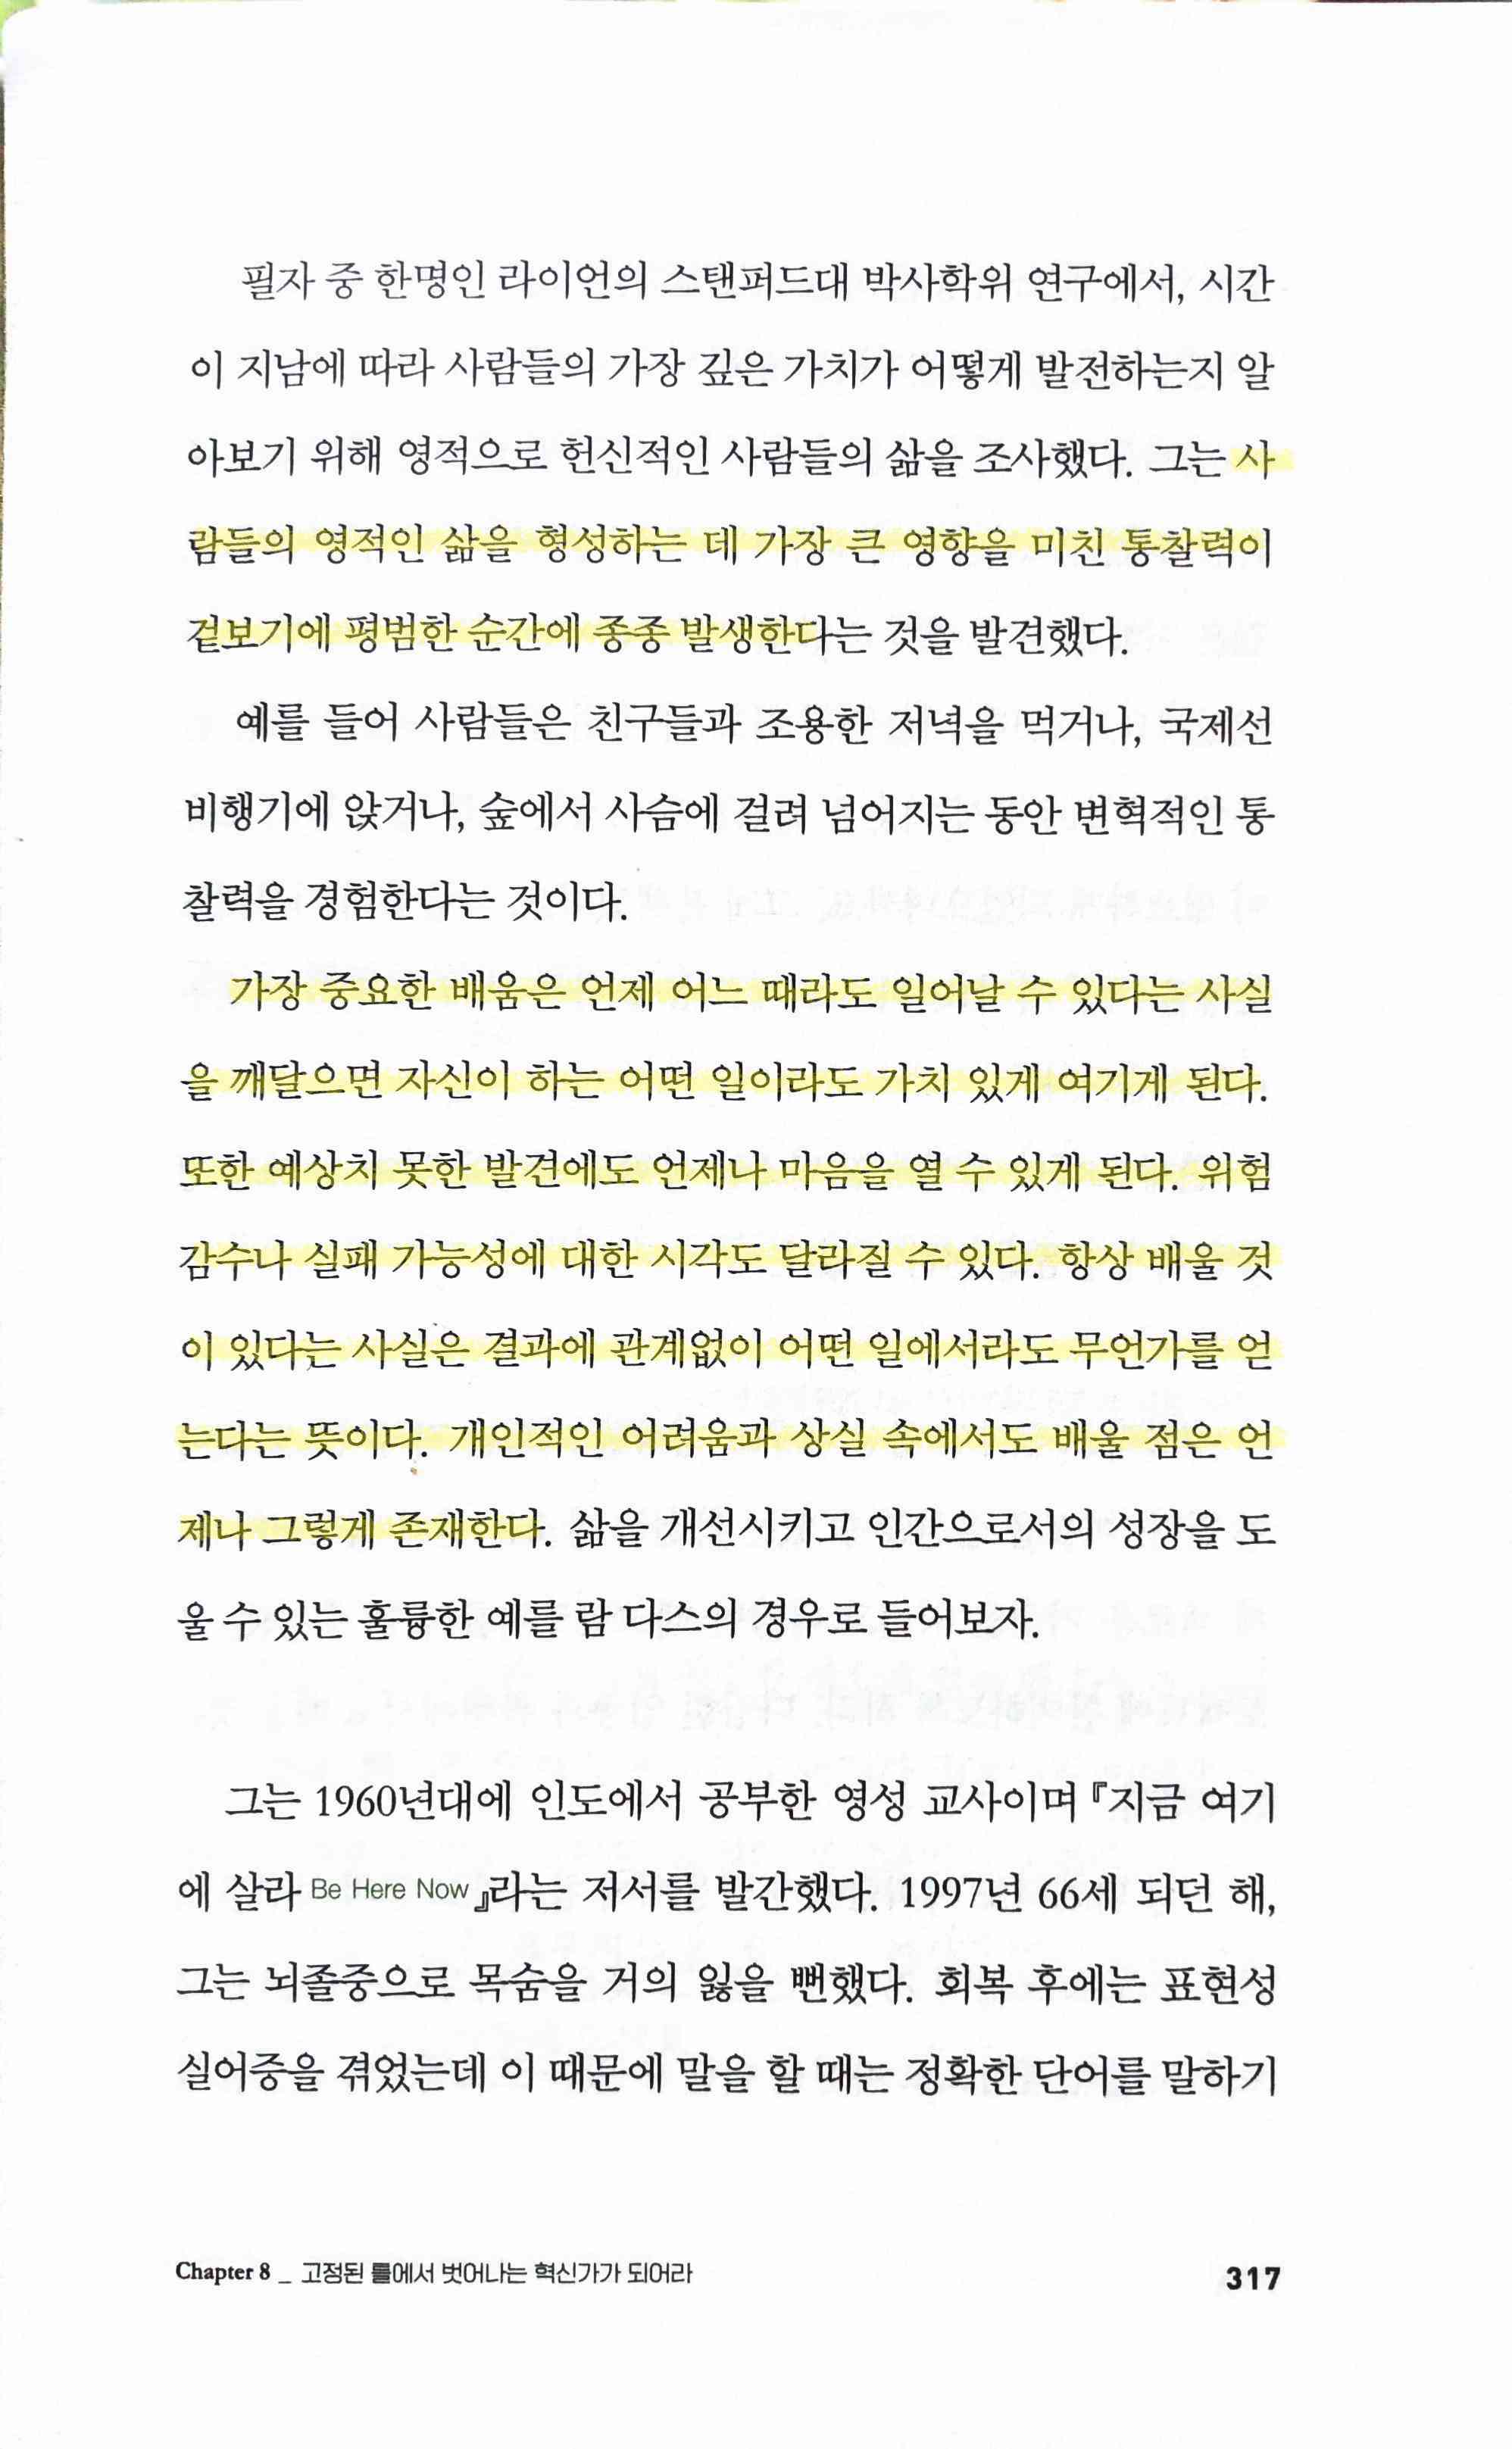 필자 중 한명인 라이언의 스탠퍼드대 박사학위 연구에서, 시간
이 지남에 따라 사람들의 가장 깊은 가치가 어떻게 발전하는지 알
아보기 위해 영적으로 헌신적인 사람들의 삶을 조사했다. 그는 사
람들의 영적인 삶을 형성하는 데 가장 큰 영향을 미친 통찰력이
겉보기에 평범한 순간에 종종 발생한다는 것을 발견했다.
예를 들어 사람들은 친구들과 조용한 저녁을 먹거나, 국제선
비행기에 앉거나, 숲에서 사슴에 걸려 넘어지는 동안 변혁적인 통
찰력을 경험한다는 것이다.
가장 중요한 배움은 언제 어느 때라도 일어날 수 있다는 사실
을 깨달으면 자신이 하는 어떤 일이라도 가치 있게 여기게 된다.
또한 예상치 못한 발견에도 언제나 마음을 열 수 있게 된다. 위험
감수나 실패 가능성에 대한 시각도 달라질 수 있다. 항상 배울 것
이 있다는 사실은 결과에 관계없이 어떤 일에서라도 무언가를 얻
는다는 뜻이다. 개인적인 어려움과 상실 속에서도 배울 점은 언
제나 그렇게 존재한다. 삶을 개선시키고 인간으로서의 성장을 도
울 수 있는 훌륭한 예를 람 다스의 경우로 들어보자.
그는 1960년대에 인도에서 공부한 영성 교사이며 『지금 여기
에 살라 Be Here Now』라는 저서를 발간했다. 1997년 66세 되던 해,
그는 뇌졸중으로 목숨을 거의 잃을 뻔했다. 회복 후에는 표현성
실어증을 겪었는데 이 때문에 말을 할 때는 정확한 단어를 말하기
Chapter 8 _ 고정된 틀에서 벗어나는 혁신가가 되어라
317